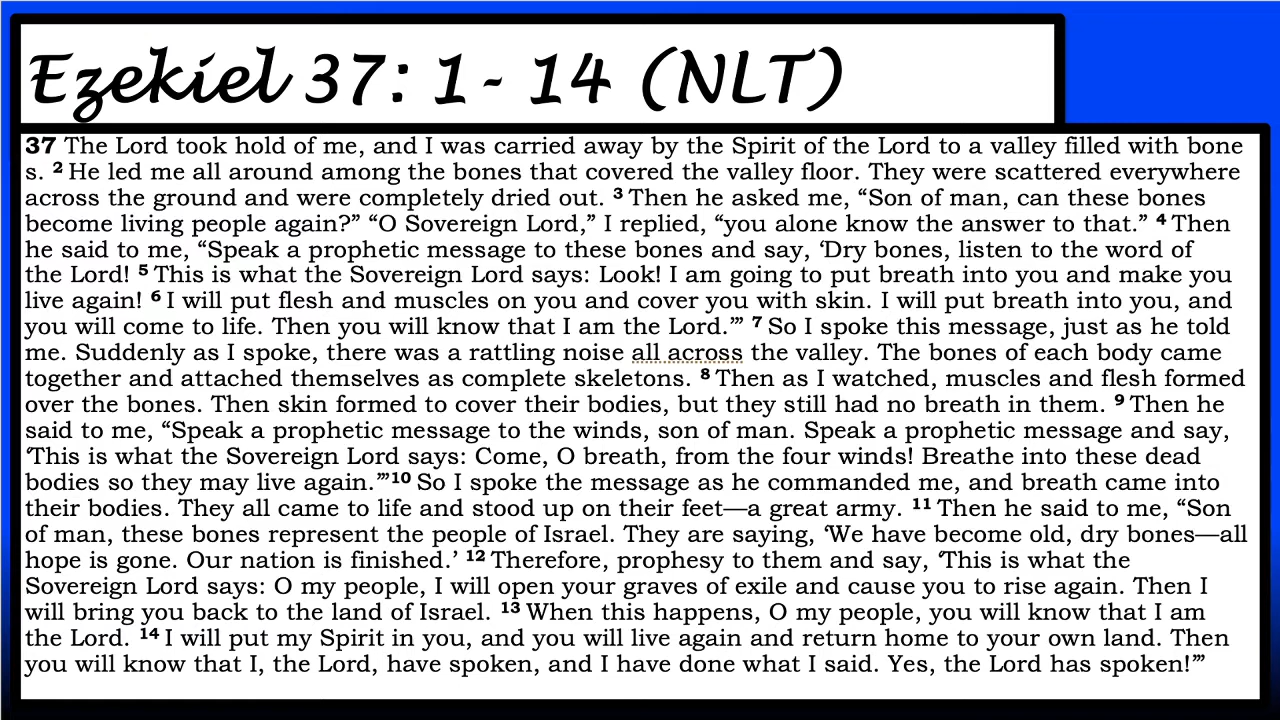 Ezekiel 37: 1- 14 (NLT)
37 The Lord took hold of me, and I was carried away by the Spirit of the Lord to a valley filled with bone
s. 2 He led me all around among the bones that covered the valley floor. They were scattered everywhere
across the ground and were completely dried out. 3 Then he asked me, “Son of man, can these bones
become living people again?” “O Sovereign Lord,” I replied, “you alone know the answer to that.” 4 Then
he said to me, “Speak a prophetic message to these bones and say, ‘Dry bones, listen to the word of
the Lord! 5 This is what the Sovereign Lord says: Look! I am going to put breath into you and make you
live again! 6 I will put flesh and muscles on you and cover you with skin. I will put breath into you, and
you will come to life. Then you will know that I am the Lord.’” 7 So I spoke this message, just as he told
me. Suddenly as I spoke, there was a rattling noise all across the valley. The bones of each body came
together and attached themselves as complete skeletons. 8 Then as I watched, muscles and flesh formed
over the bones. Then skin formed to cover their bodies, but they still had no breath in them. 9 Then he
said to me, “Speak a prophetic message to the winds, son of man. Speak a prophetic message and say,
‘This is what the Sovereign Lord says: Come, O breath, from the four winds! Breathe into these dead
bodies so they may live again.’”10 So I spoke the message as he commanded me, and breath came into
their bodies. They all came to life and stood up on their feet—a great army. 11 Then he said to me, “Son
of man, these bones represent the people of Israel. They are saying, ‘We have become old, dry bones—all
hope is gone. Our nation is finished.’ 12 Therefore, prophesy to them and say, ‘This is what the
Sovereign Lord says: O my people, I will open your graves of exile and cause you to rise again. Then I
will bring you back to the land of Israel. 13 When this happens, O my people, you will know that I am
the Lord. 14 I will put my Spirit in you, and you will live again and return home to your own land. Then
you will know that I, the Lord, have spoken, and I have done what I said. Yes, the Lord has spoken!’”